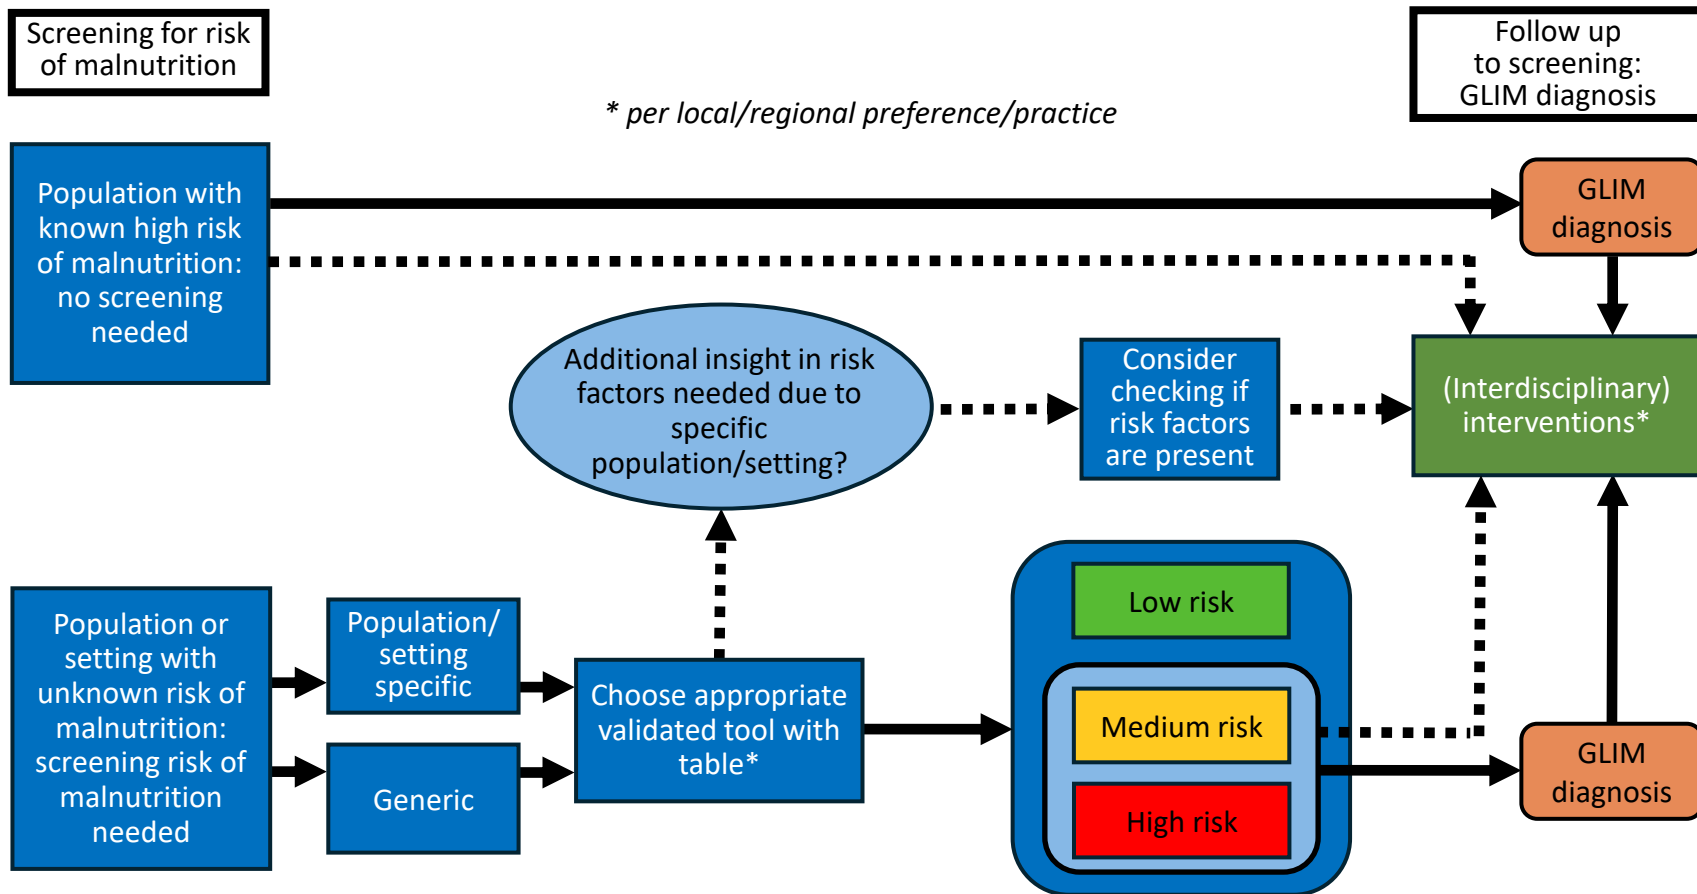 Screening for risk
of malnutrition
Follow up
to screening:
GLIM diagnosis
* per local/regional preference/practice
Population with
known high risk
of malnutrition:
no screening
needed
GLIM
diagnosis
Additional insight in risk
factors needed due to
specific
population/setting?
Consider
checking if
risk factors
are present
(Interdisciplinary)
interventions*
Population or
setting with
unknown risk of
malnutrition:
screening risk of
malnutrition
needed
Population/
setting
specific
Generic
Choose appropriate
validated tool with
table*
Low risk
Medium risk
High risk
GLIM
diagnosis